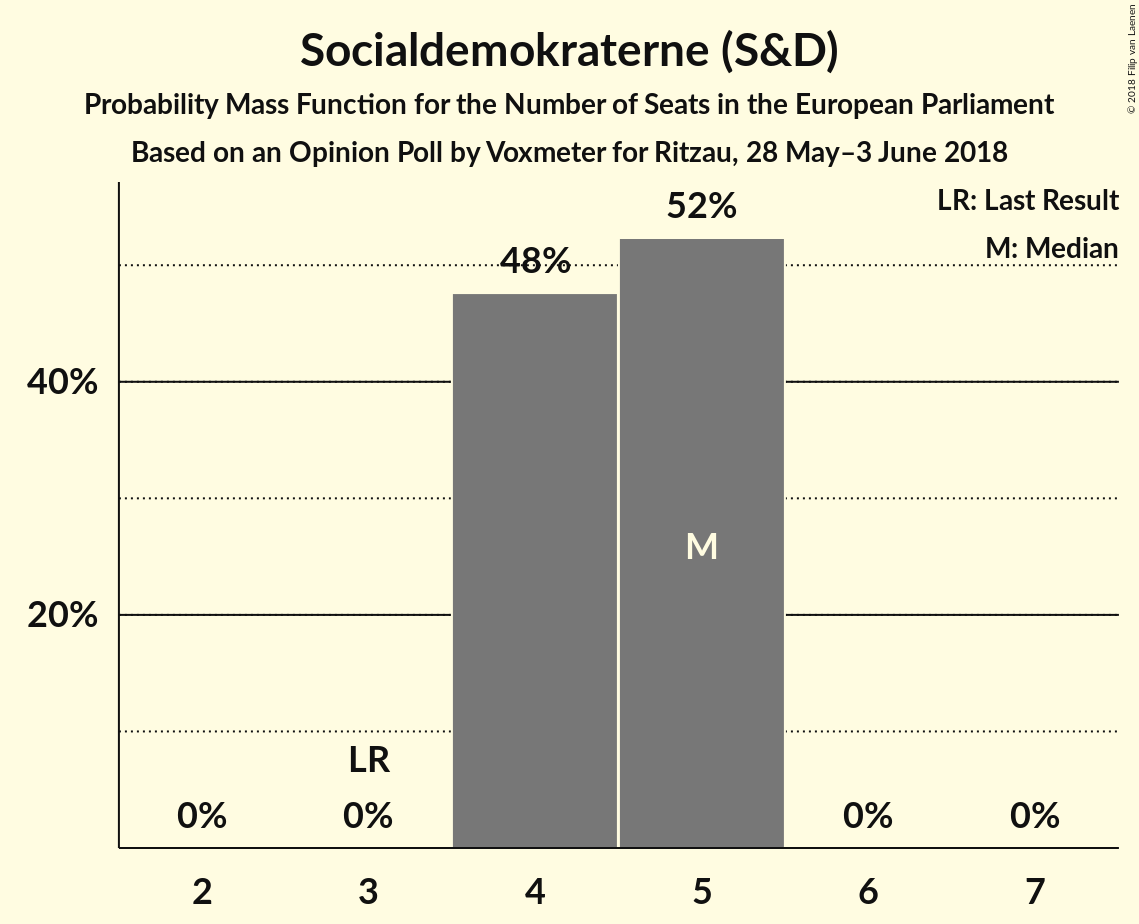 Socialdemokraterne (S&D)
Probability Mass Function for the Number of Seats in the European Parliament
Based on an Opinion Poll by Voxmeter for Ritzau, 28 May–3 June 2018
© 2018 Filip van Laenen
LR: Last Result
M: Median
52%
48%
40%
M
20%
LR
0%
0%
0%
0%
2
3
4
5
6
7